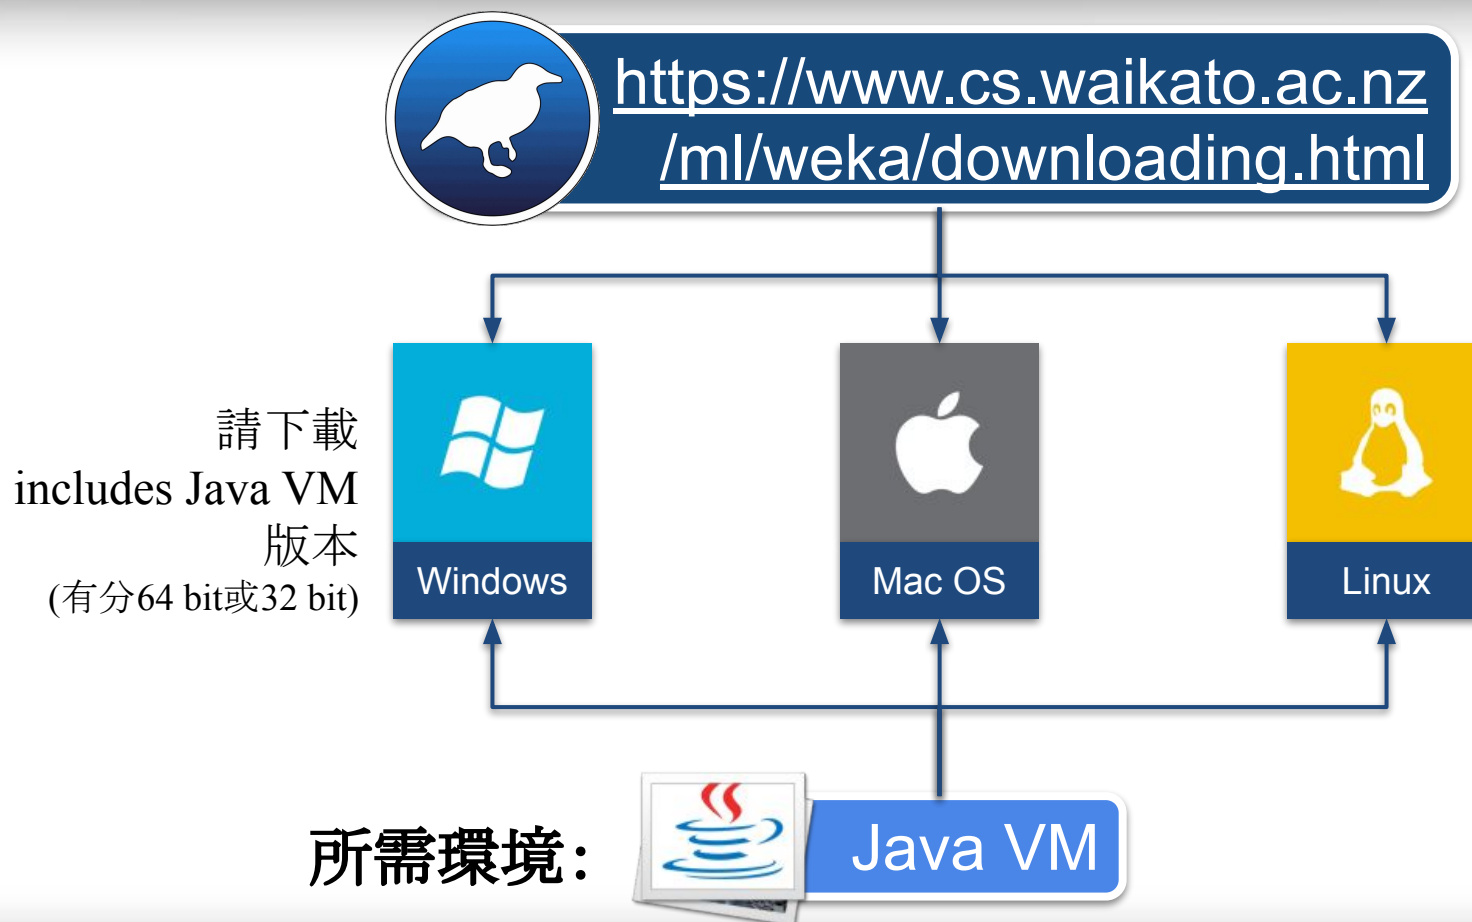 https://www.cs.waikato.ac.nz
/ml/weka/downloading.html
請下載
includes Java VM
版本
(有分64 bit或32 bit)
Windows
Mac OS
Linux
所需環境:
Java VM